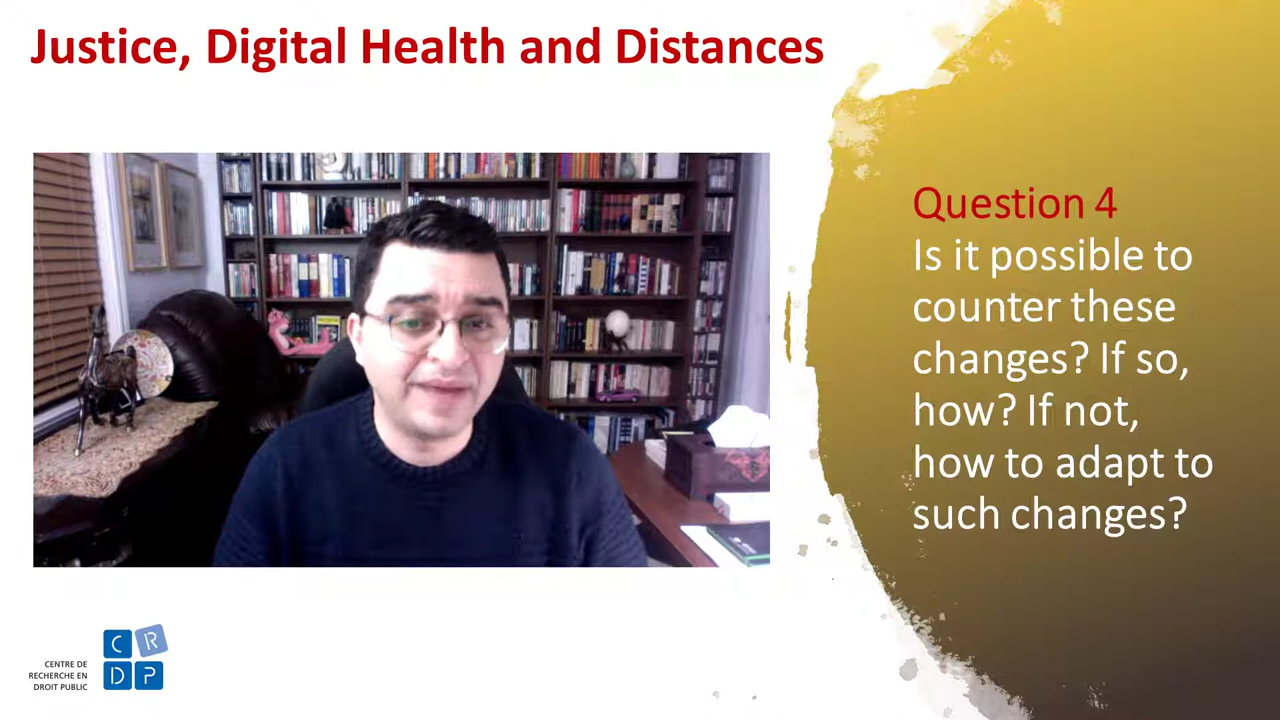 Justice, Digital Health and Distances
Question 4
Is it possible to
counter these
changes? If so,
how? If not,
how to adapt to
such changes?
CENTRE DE
RECHERCHE EN
DROIT PUBLIC
C R
D P